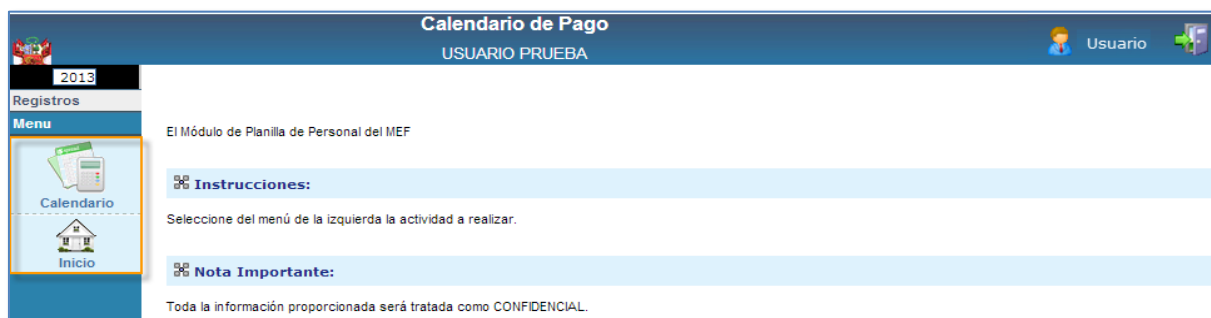 Calendario de Pago
USUARIO PRUEBA
Usuario
2013
Registros
Menu
Calendario
Inicio
El Módulo de Planilla de Personal del MEF
Instrucciones:
Seleccione del menú de la izquierda la actividad a realizar.
Nota Importante:
Toda la información proporcionada será tratada como CONFIDENCIAL.